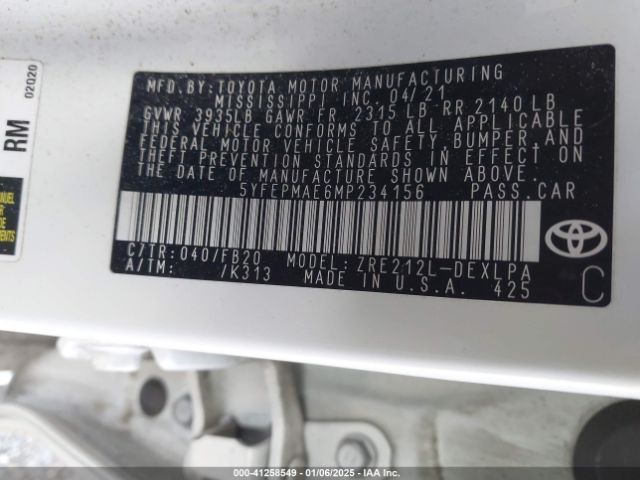 MFD. BY: TOYOTA MOTOR MANUFACTURING
MISSISSIPPI INC. 04/21
GVWR 3935LB GAWR FR 2315 LB RR 2140 LB
THIS VEHICLE CONFORMS TO ALL APPLICABLE
FEDERAL MOTOR VEHICLE SAFETY, BUMPER, AND
THEFT PREVENTION STANDARDS IN EFFECT ON
THE DATE OF MANUFACTURE SHOWN ABOVE.
5YFEPMAE6MP234156 PASS.CAR
C/TR: 040/FB20 MODEL: ZRE212L-DEXLPA
A/TM: /K313 MADE IN U.S.A. 425
C
RM
02020
000-41258549 - 01/06/2025 - IAA Inc.